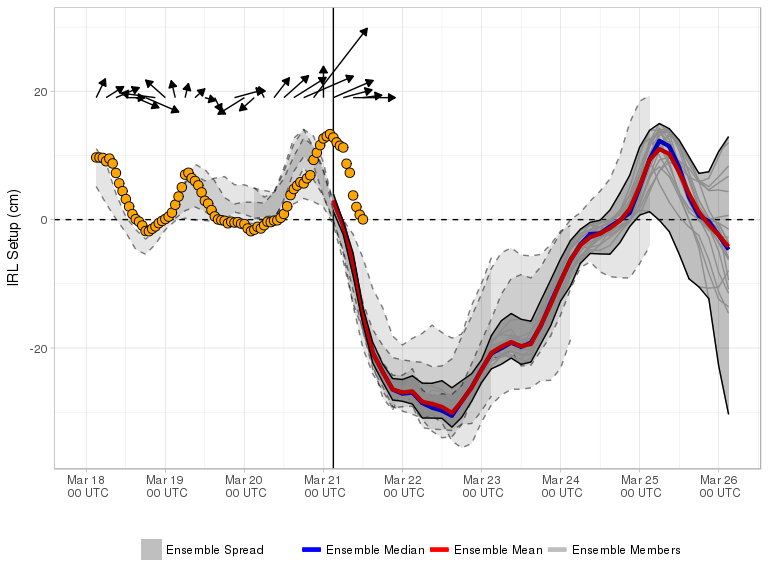 IRL Setup (cm)
20
0
-20
Mar 18 Mar 19 Mar 20 Mar 21 Mar 22 Mar 23 Mar 24 Mar 25 Mar 26
00 UTC 00 UTC 00 UTC 00 UTC 00 UTC 00 UTC 00 UTC 00 UTC 00 UTC
Ensemble Spread Ensemble Median Ensemble Mean Ensemble Members